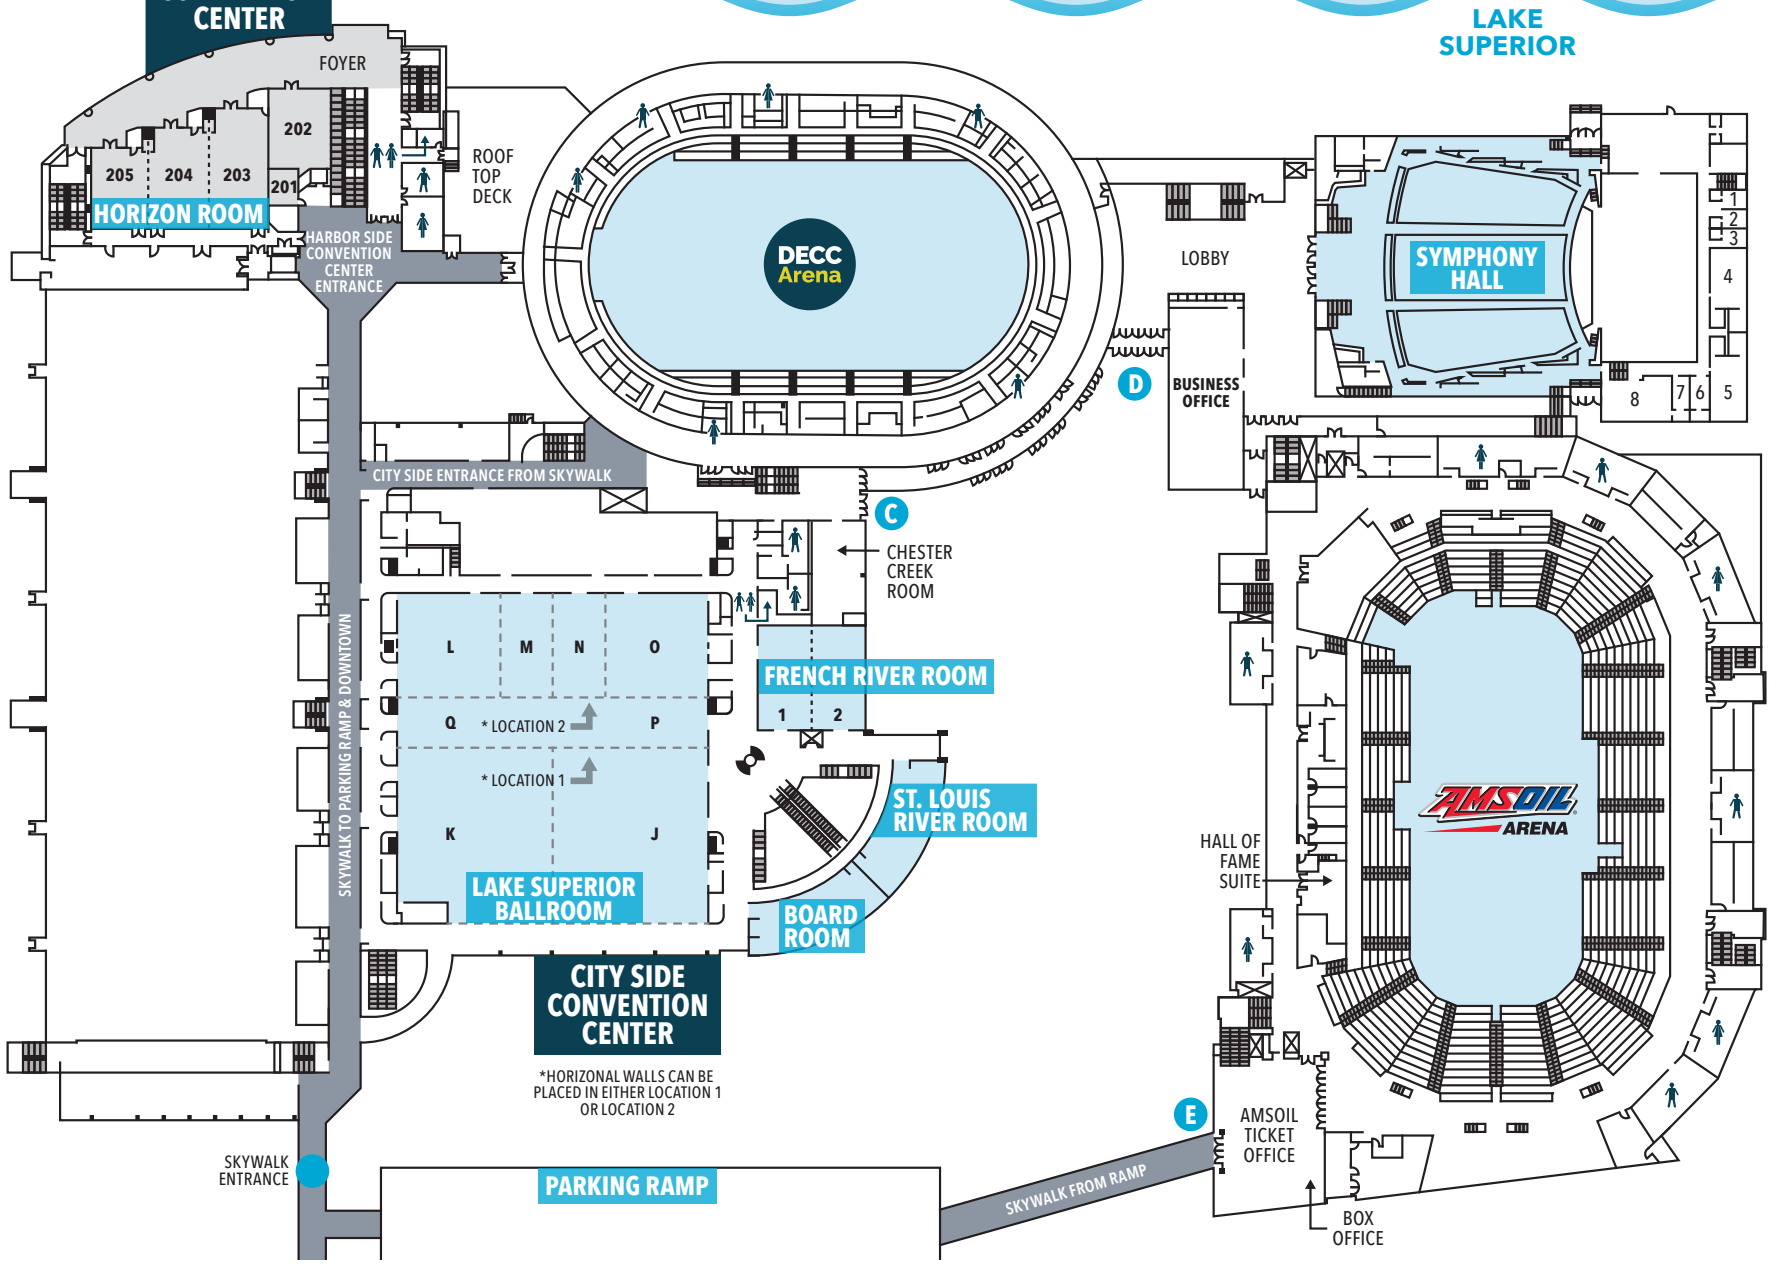 CENTER
LAKE
SUPERIOR
FOYER
202
205
204
203
201
HORIZON ROOM
ROOF
TOP
DECK
HARBOR SIDE
CONVENTION
CENTER
ENTRANCE
DECC
Arena
LOBBY
SYMPHONY
HALL
1
2
3
4
5
6
7
8
D
BUSINESS
OFFICE
CITY SIDE ENTRANCE FROM SKYWALK
C
CHESTER
CREEK
ROOM
L
M
N
O
FRENCH RIVER ROOM
1
2
Q
* LOCATION 2
P
* LOCATION 1
K
J
SKYWALK TO PARKING RAMP & DOWNTOWN
ST. LOUIS
RIVER ROOM
LAKE SUPERIOR
BALLROOM
BOARD
ROOM
AMSOIL
ARENA
HALL OF
FAME
SUITE
CITY SIDE
CONVENTION
CENTER
*HORIZONAL WALLS CAN BE
PLACED IN EITHER LOCATION 1
OR LOCATION 2
E
AMSOIL
TICKET
OFFICE
SKYWALK
ENTRANCE
PARKING RAMP
SKYWALK FROM RAMP
BOX
OFFICE